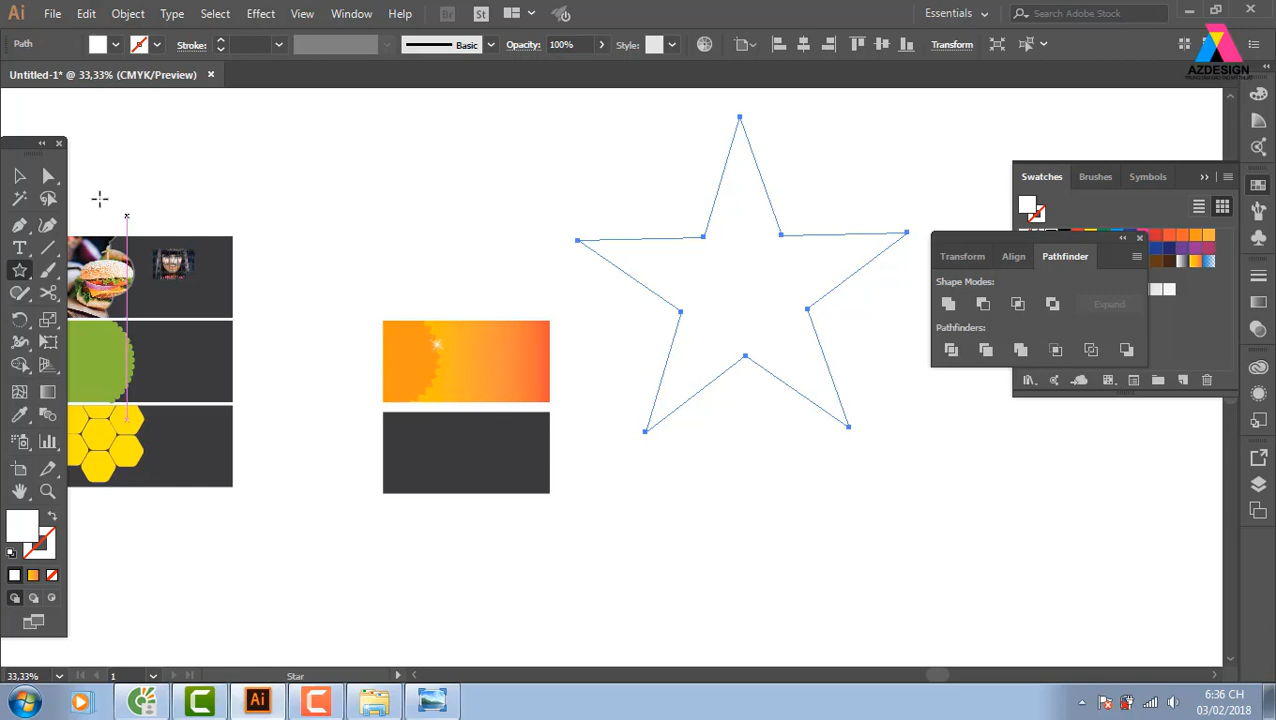 Ai File Edit Object Type Select Effect View Window Help Br St Essentials Search Adobe Stock
Path Stroke: Basic Opacity: 100% Style: Transform
AZDESIGN
Untitled-1* @ 33,33% (CMYK/Preview)
Swatches Brushes Symbols
Transform Align Pathfinder
Shape Modes:
Expand
Pathfinders:
33,33% 1 Star
Ai
6:36 CH
03/02/2018